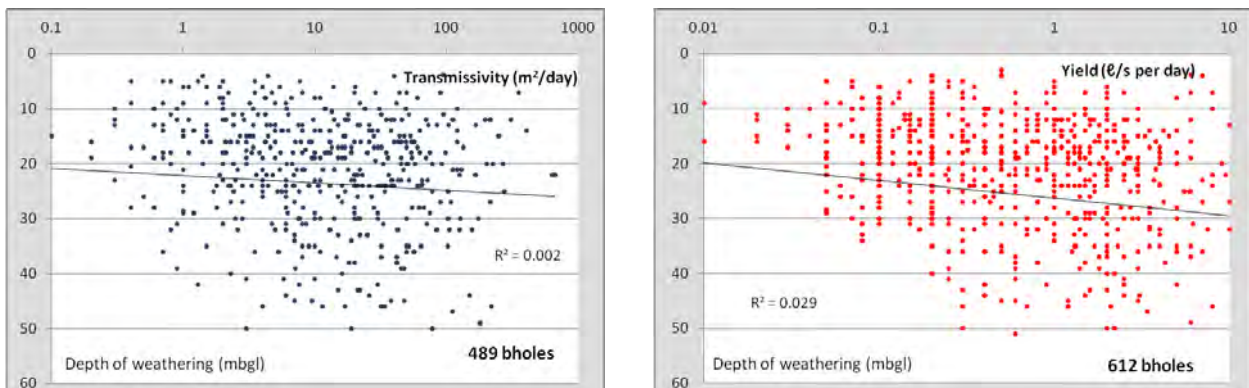 0.1 1 10 100 1000
0
Transmissivity (m²/day)
10
20
30
R² = 0.002
40
50
Depth of weathering (mbgl)
489 bholes
60
0.01 0.1 1 10
0
Yield (ℓ/s per day)
10
20
30
40
R² = 0.029
50
Depth of weathering (mbgl)
612 bholes
60